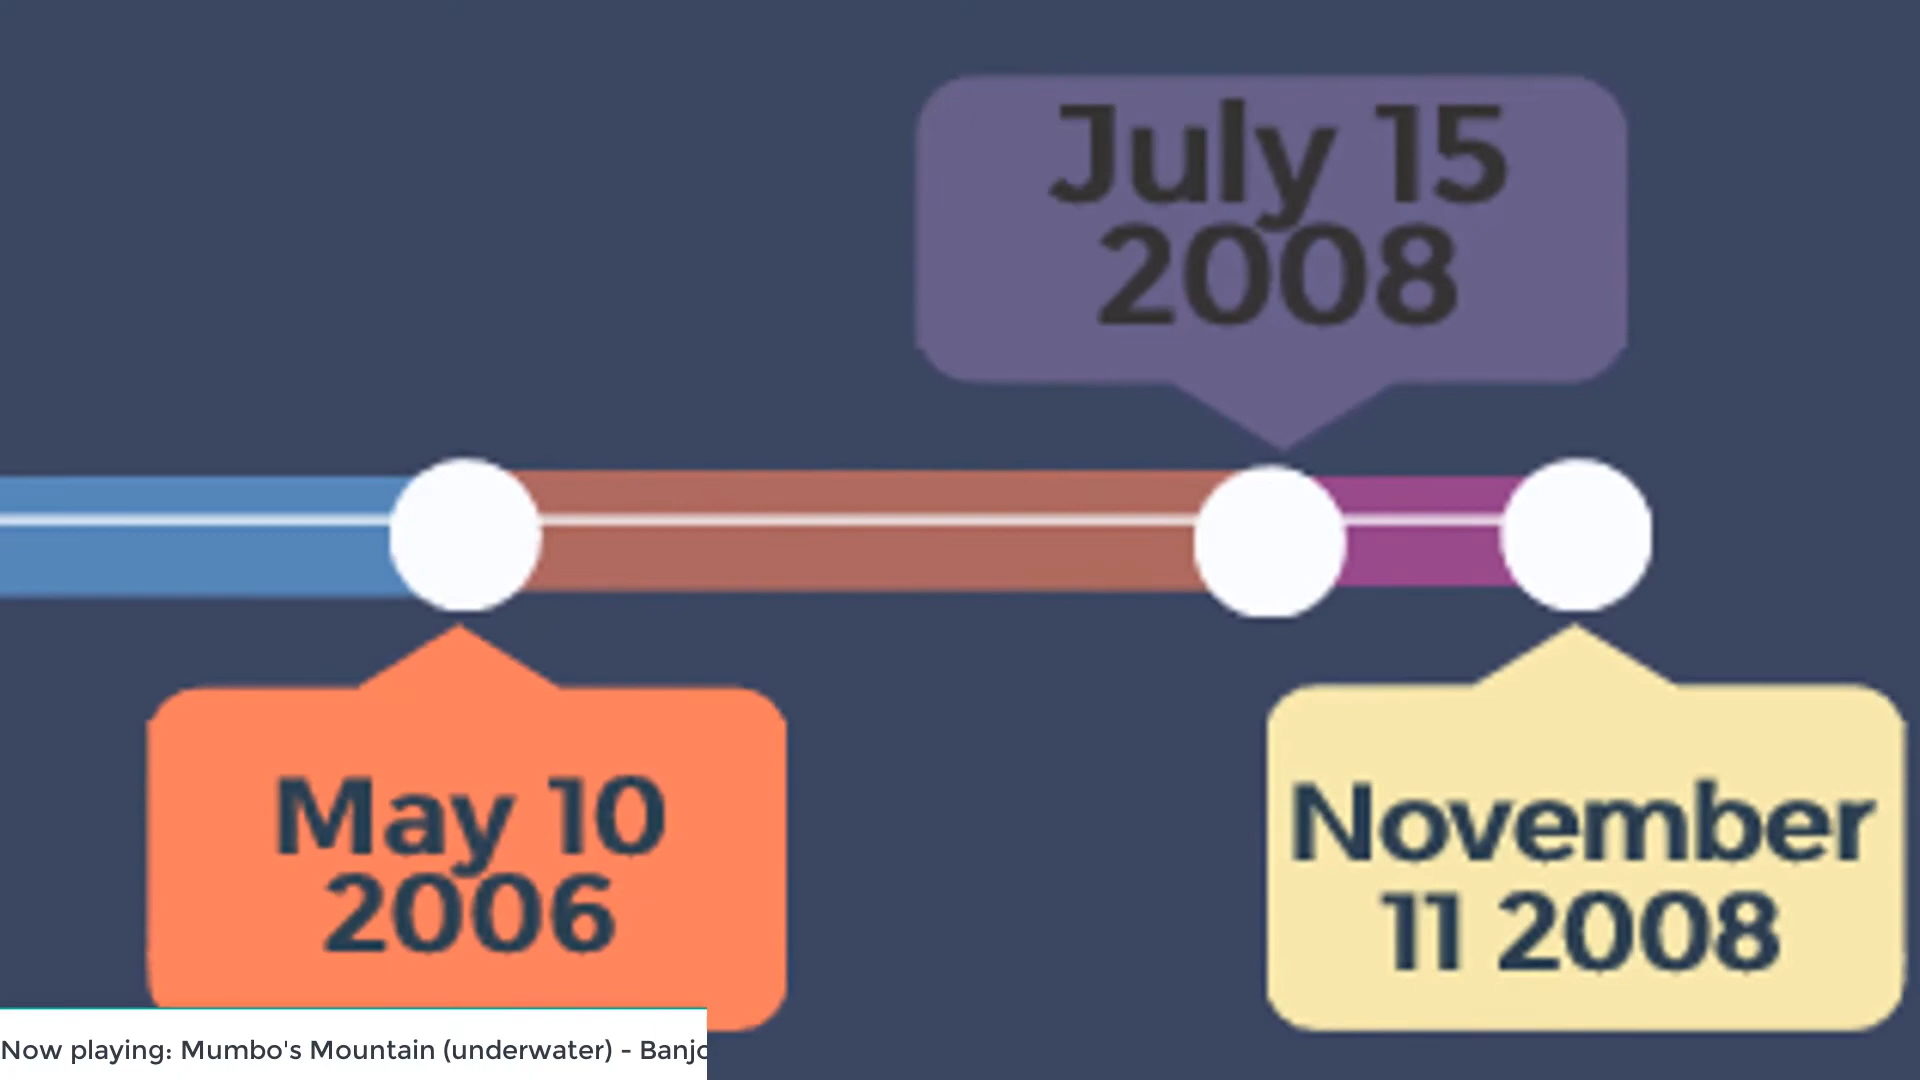 July 15
2008
May 10
2006
November
11 2008
Now playing: Mumbo's Mountain (underwater) - Banjo